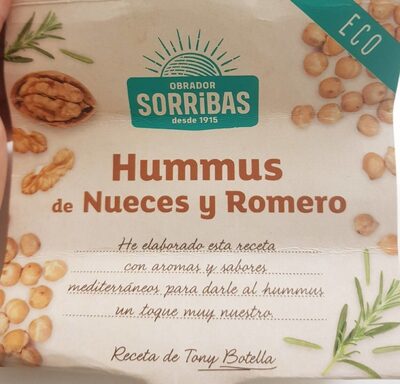 ECO
OBRADOR
SORRiBAS
desde 1915
Hummus
de Nueces y Romero
He elaborado esta receta
con aromas y sabores
mediterráneos para darle al hummus
un toque muy nuestro.
Receta de Tony Botella